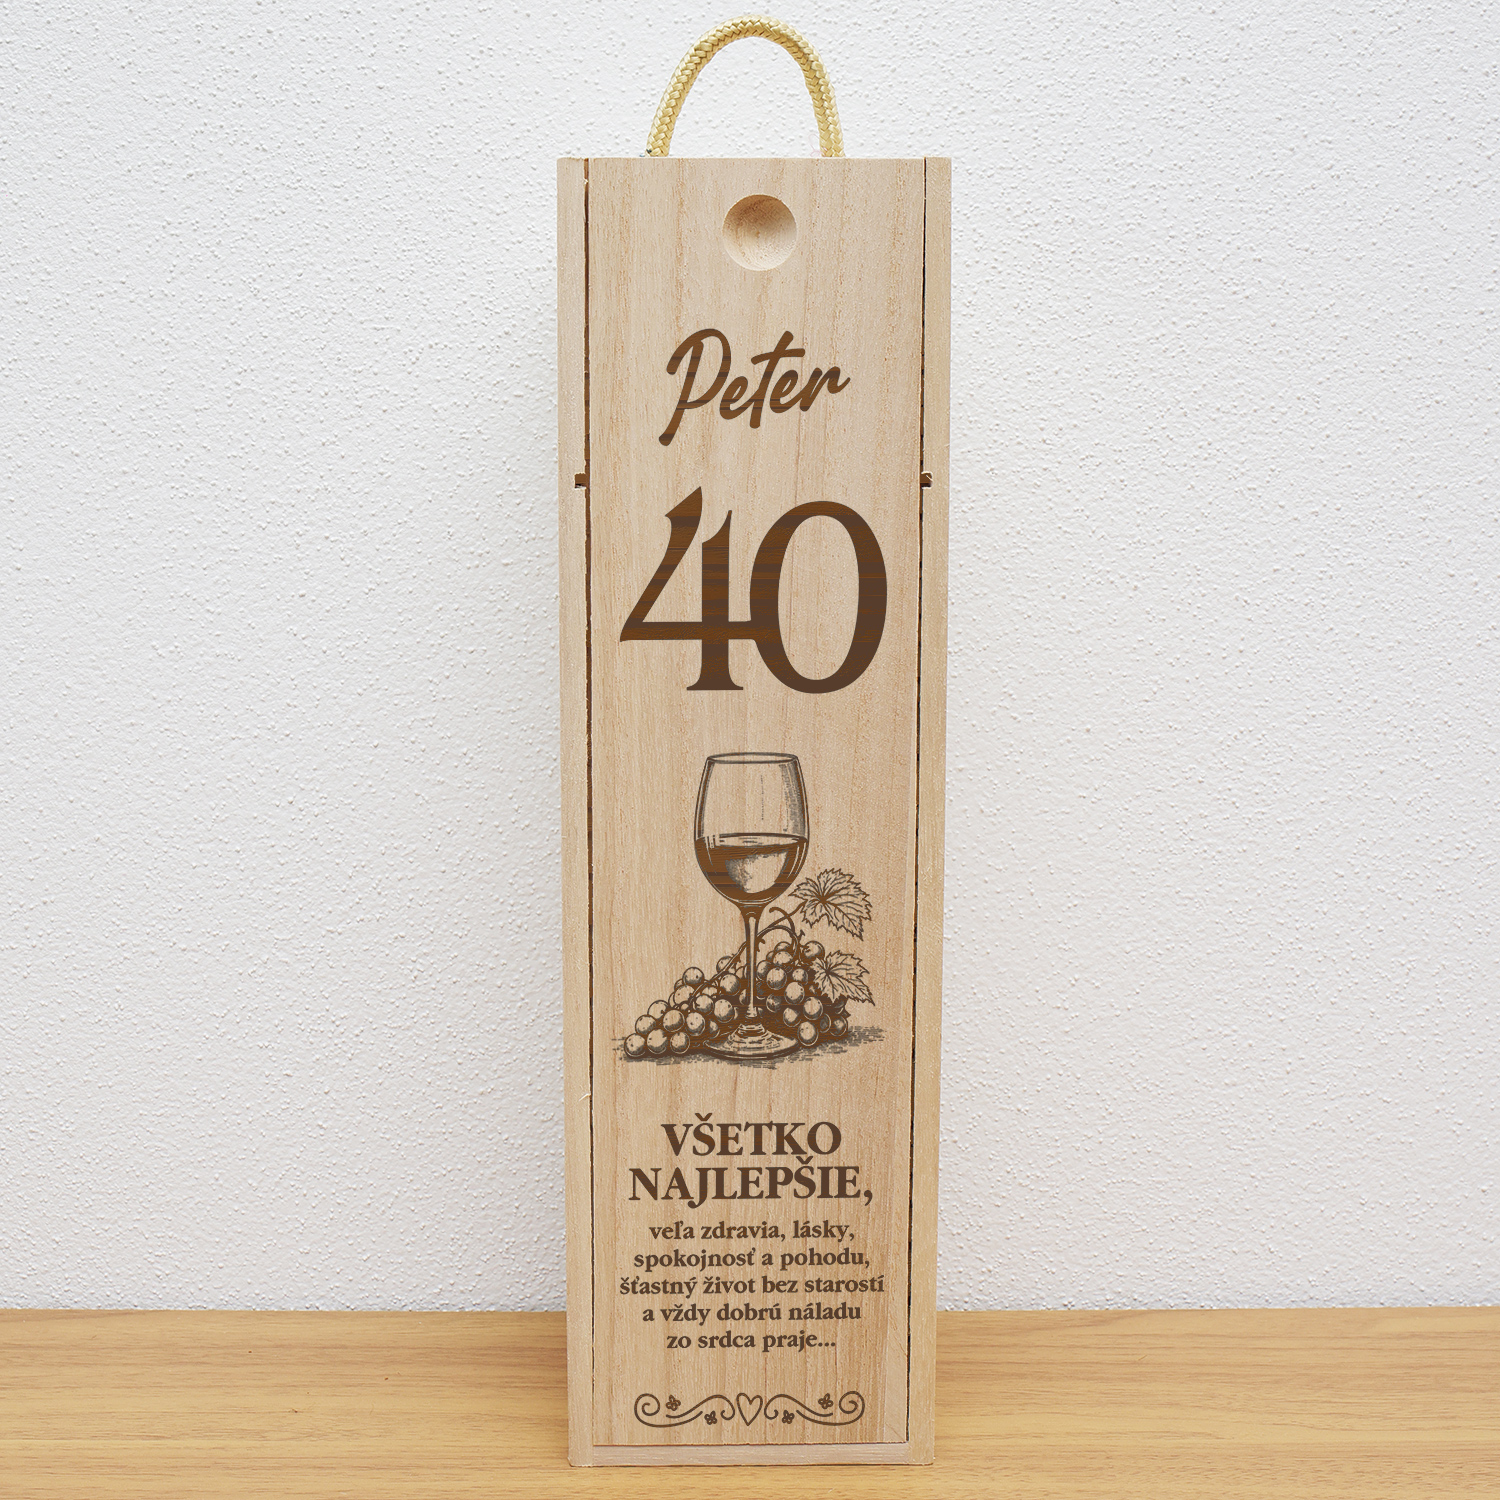 Peter
40
VŠETKO
NAJLEPŠIE,
veľa zdravia, lásky,
spokojnosť a pohodu,
šťastný život bez starostí
a vždy dobrú náladu
zo srdca praje...